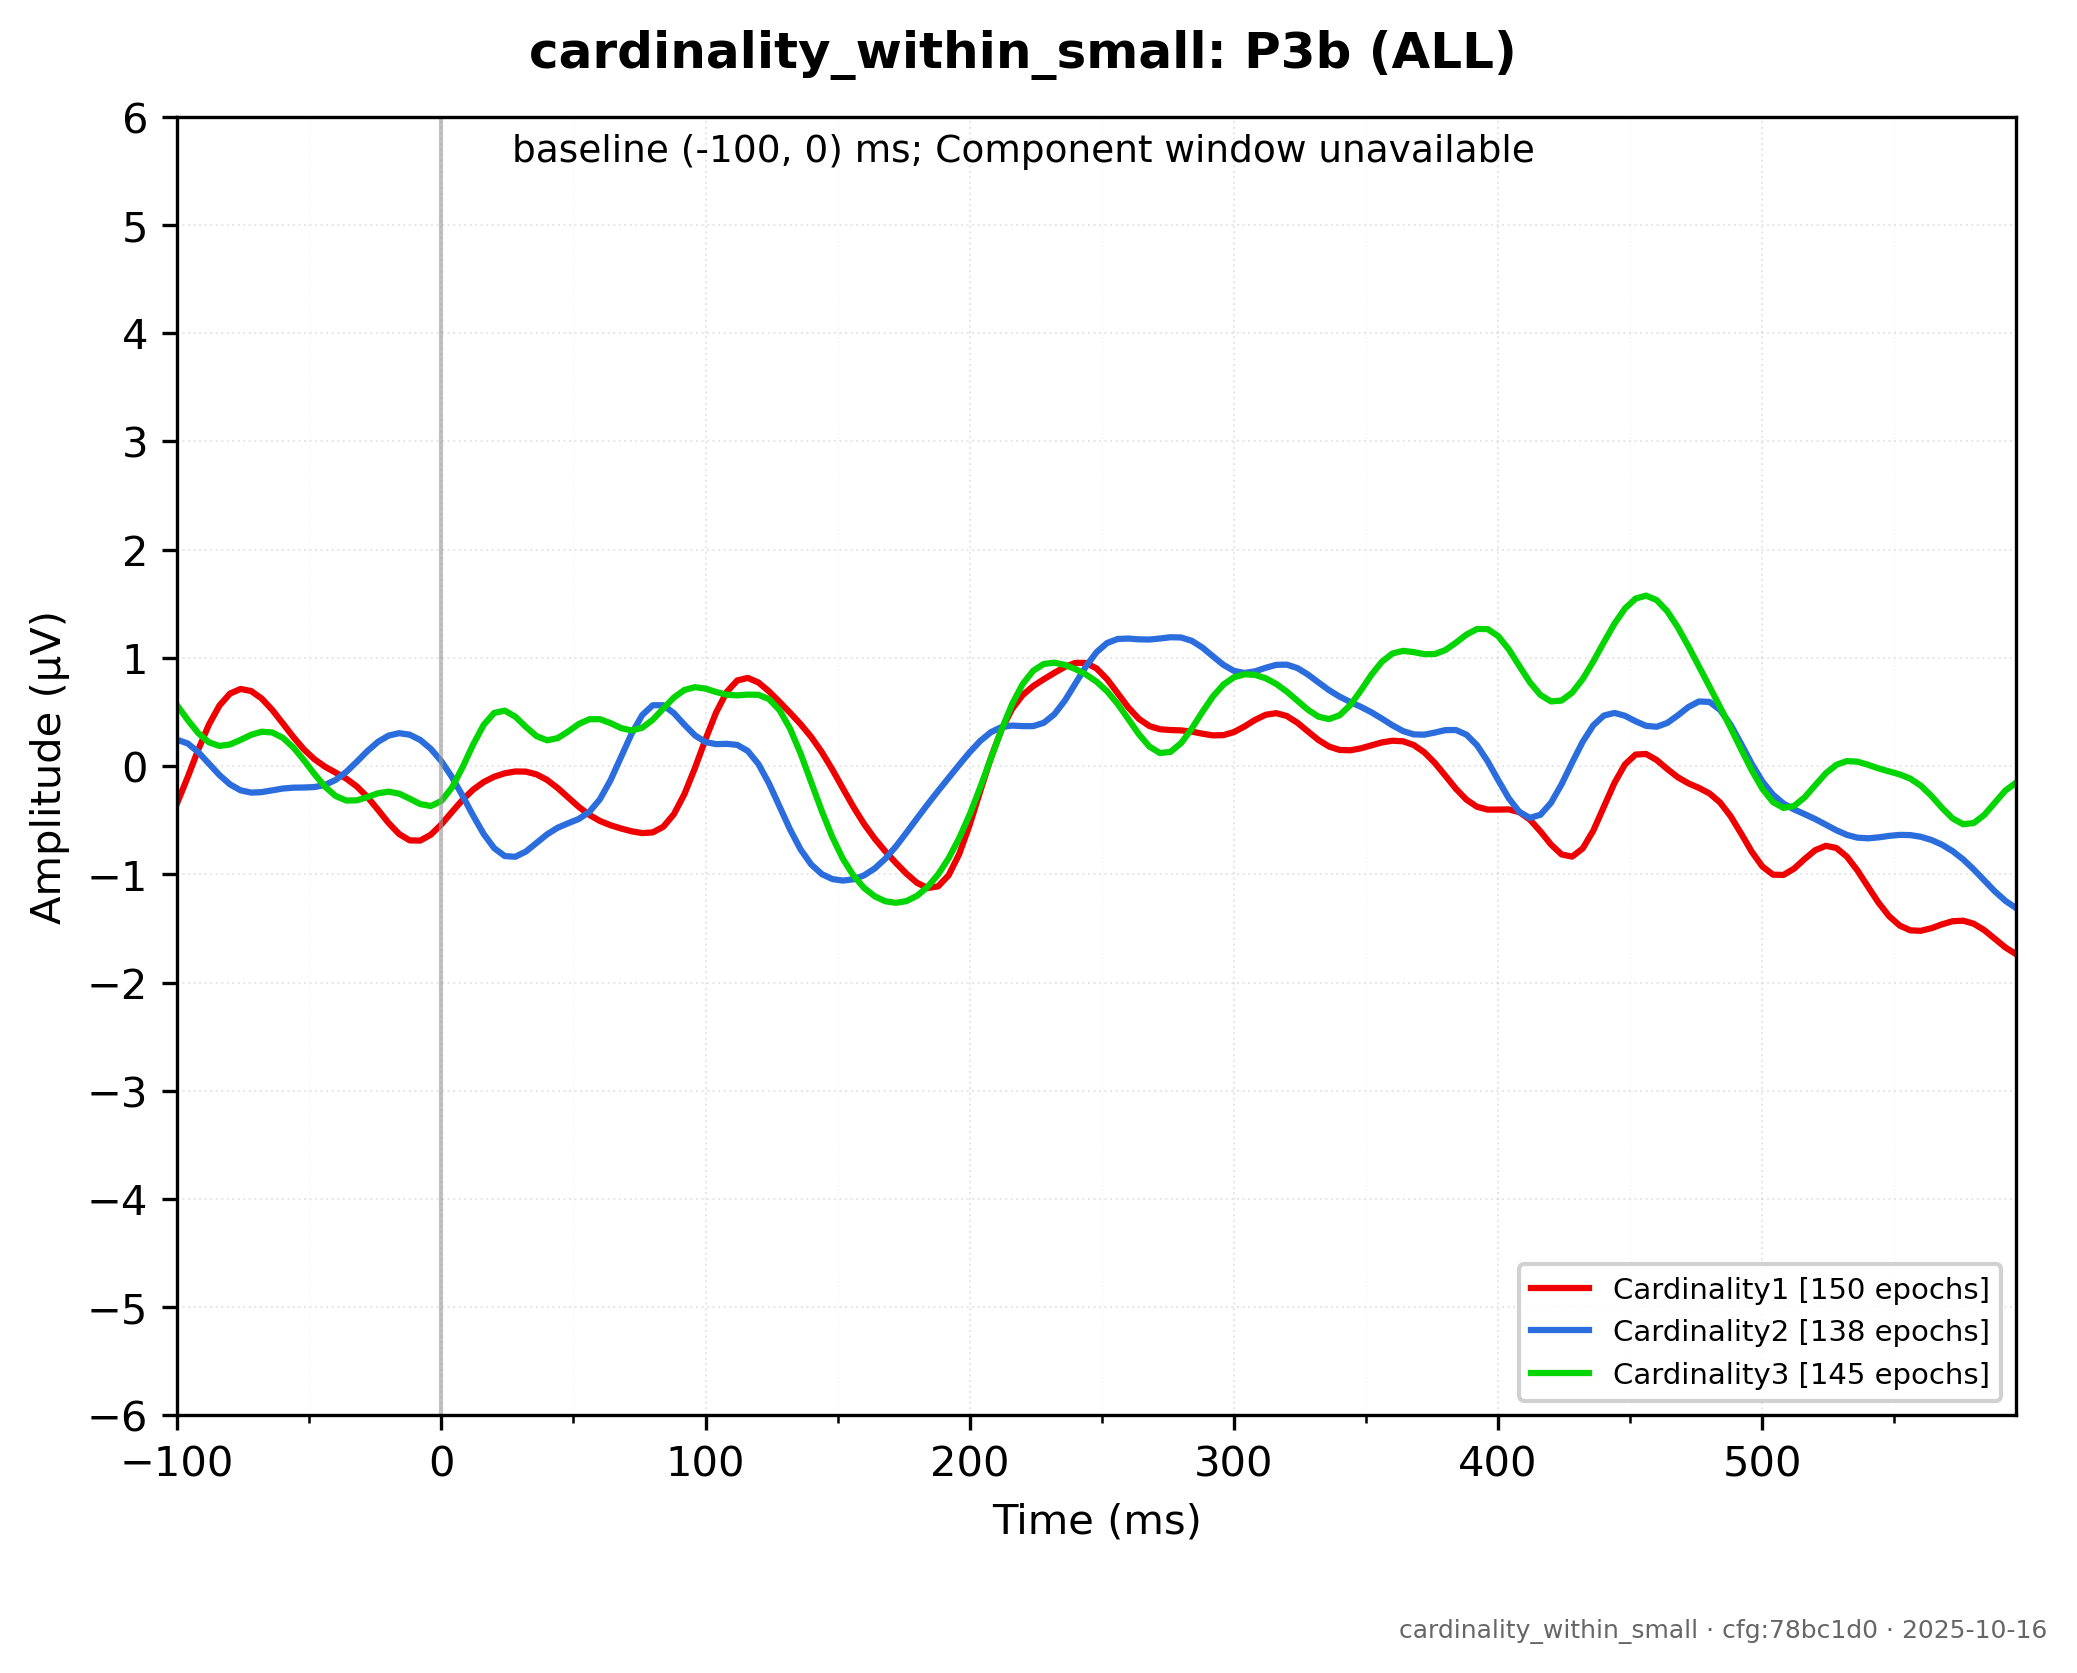 cardinality_within_small: P3b (ALL)
baseline (-100, 0) ms; Component window unavailable
6
5
4
3
2
1
0
−1
−2
−3
−4
−5
−6
Amplitude (μV)
Cardinality1 [150 epochs]
Cardinality2 [138 epochs]
Cardinality3 [145 epochs]
−100 0 100 200 300 400 500
Time (ms)
cardinality_within_small · cfg:78bc1d0 · 2025-10-16